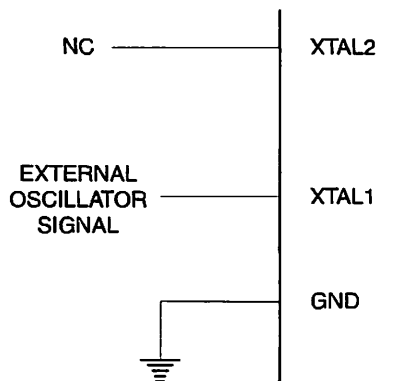 NC
XTAL2
EXTERNAL
OSCILLATOR
SIGNAL
XTAL1
GND